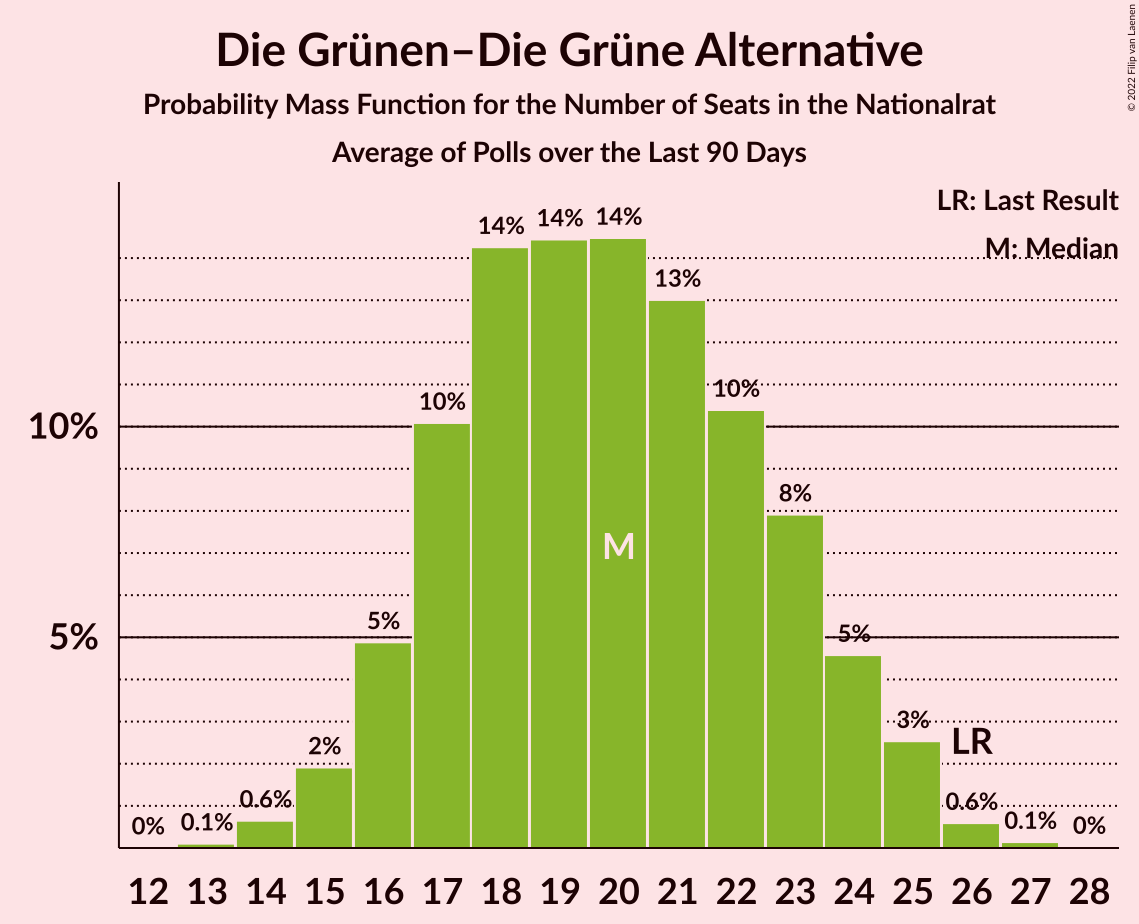 Die Grünen–Die Grüne Alternative
Probability Mass Function for the Number of Seats in the Nationalrat
Average of Polls over the Last 90 Days
© 2022 Filip van Laenen
LR: Last Result
M: Median
14%
14%
14%
13%
10%
10%
8%
5%
5%
3%
2%
0.6%
0.6%
0.1%
0.1%
0%
0%
M
LR
10%
5%
12 13 14 15 16 17 18 19 20 21 22 23 24 25 26 27 28